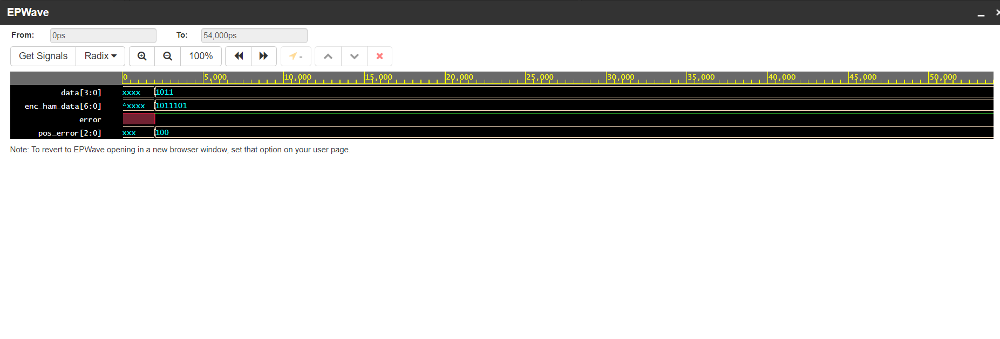 EPWave
From: 0ps To: 54,000ps
Get Signals Radix 100% -
0 5,000 10,000 15,000 20,000 25,000 30,000 35,000 40,000 45,000 50,000
data[3:0] xxxx 1011
enc_ham_data[6:0] *xxxx 1011101
error
pos_error[2:0] xxx 100
Note: To revert to EPWave opening in a new browser window, set that option on your user page.